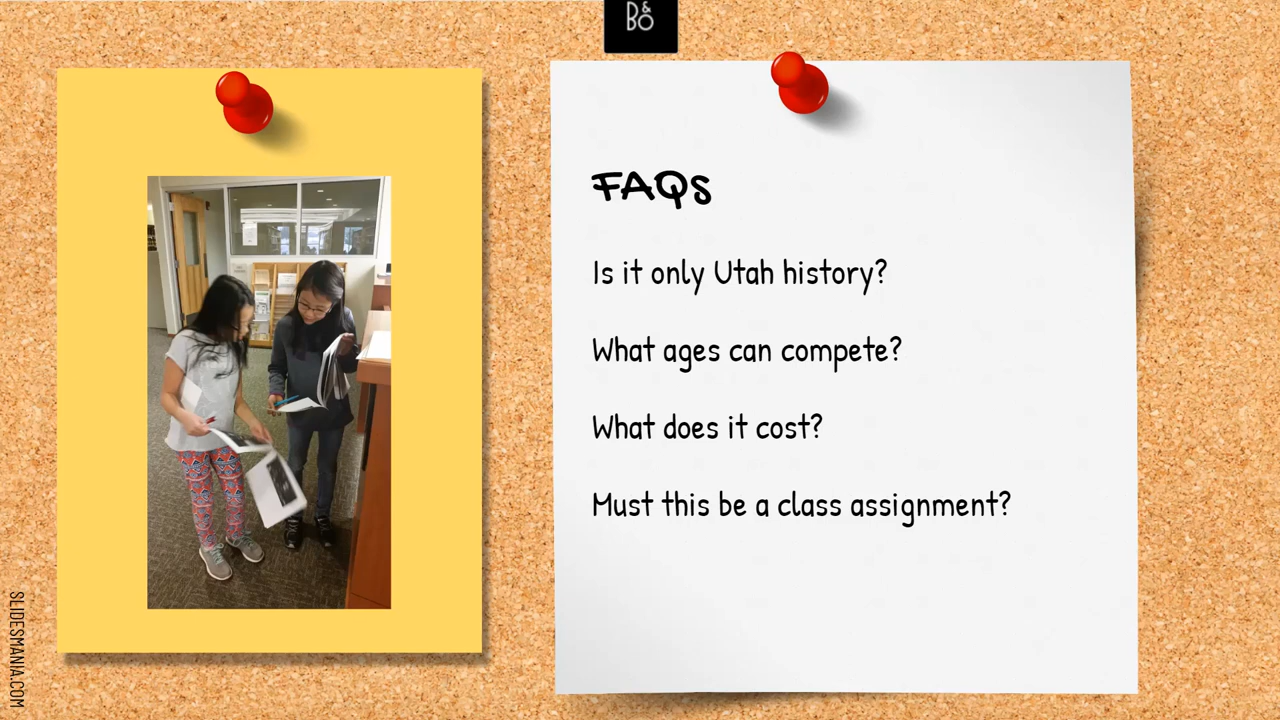 B&O
FAQs
Is it only Utah history?
What ages can compete?
What does it cost?
Must this be a class assignment?
SLIDESMANIA.COM